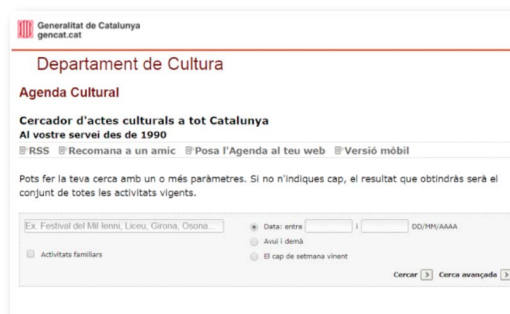 Generalitat de Catalunya
gencat.cat
Departament de Cultura
Agenda Cultural
Cercador d'actes culturals a tot Catalunya
Al vostre servei des de 1990
RSS Recomana a un amic Posa l'Agenda al teu web Versió mòbil
Pots fer la teva cerca amb un o més paràmetres. Si no n'indiques cap, el resultat que obtindràs serà el
conjunt de totes les activitats vigents.
Ex. Festival del Mil·lenni, Liceu, Girona, Osona...
Data: entre i DD/MM/AAAA
Avui i demà
Activitats familiars
El cap de setmana vinent
Cercar Cerca avançada